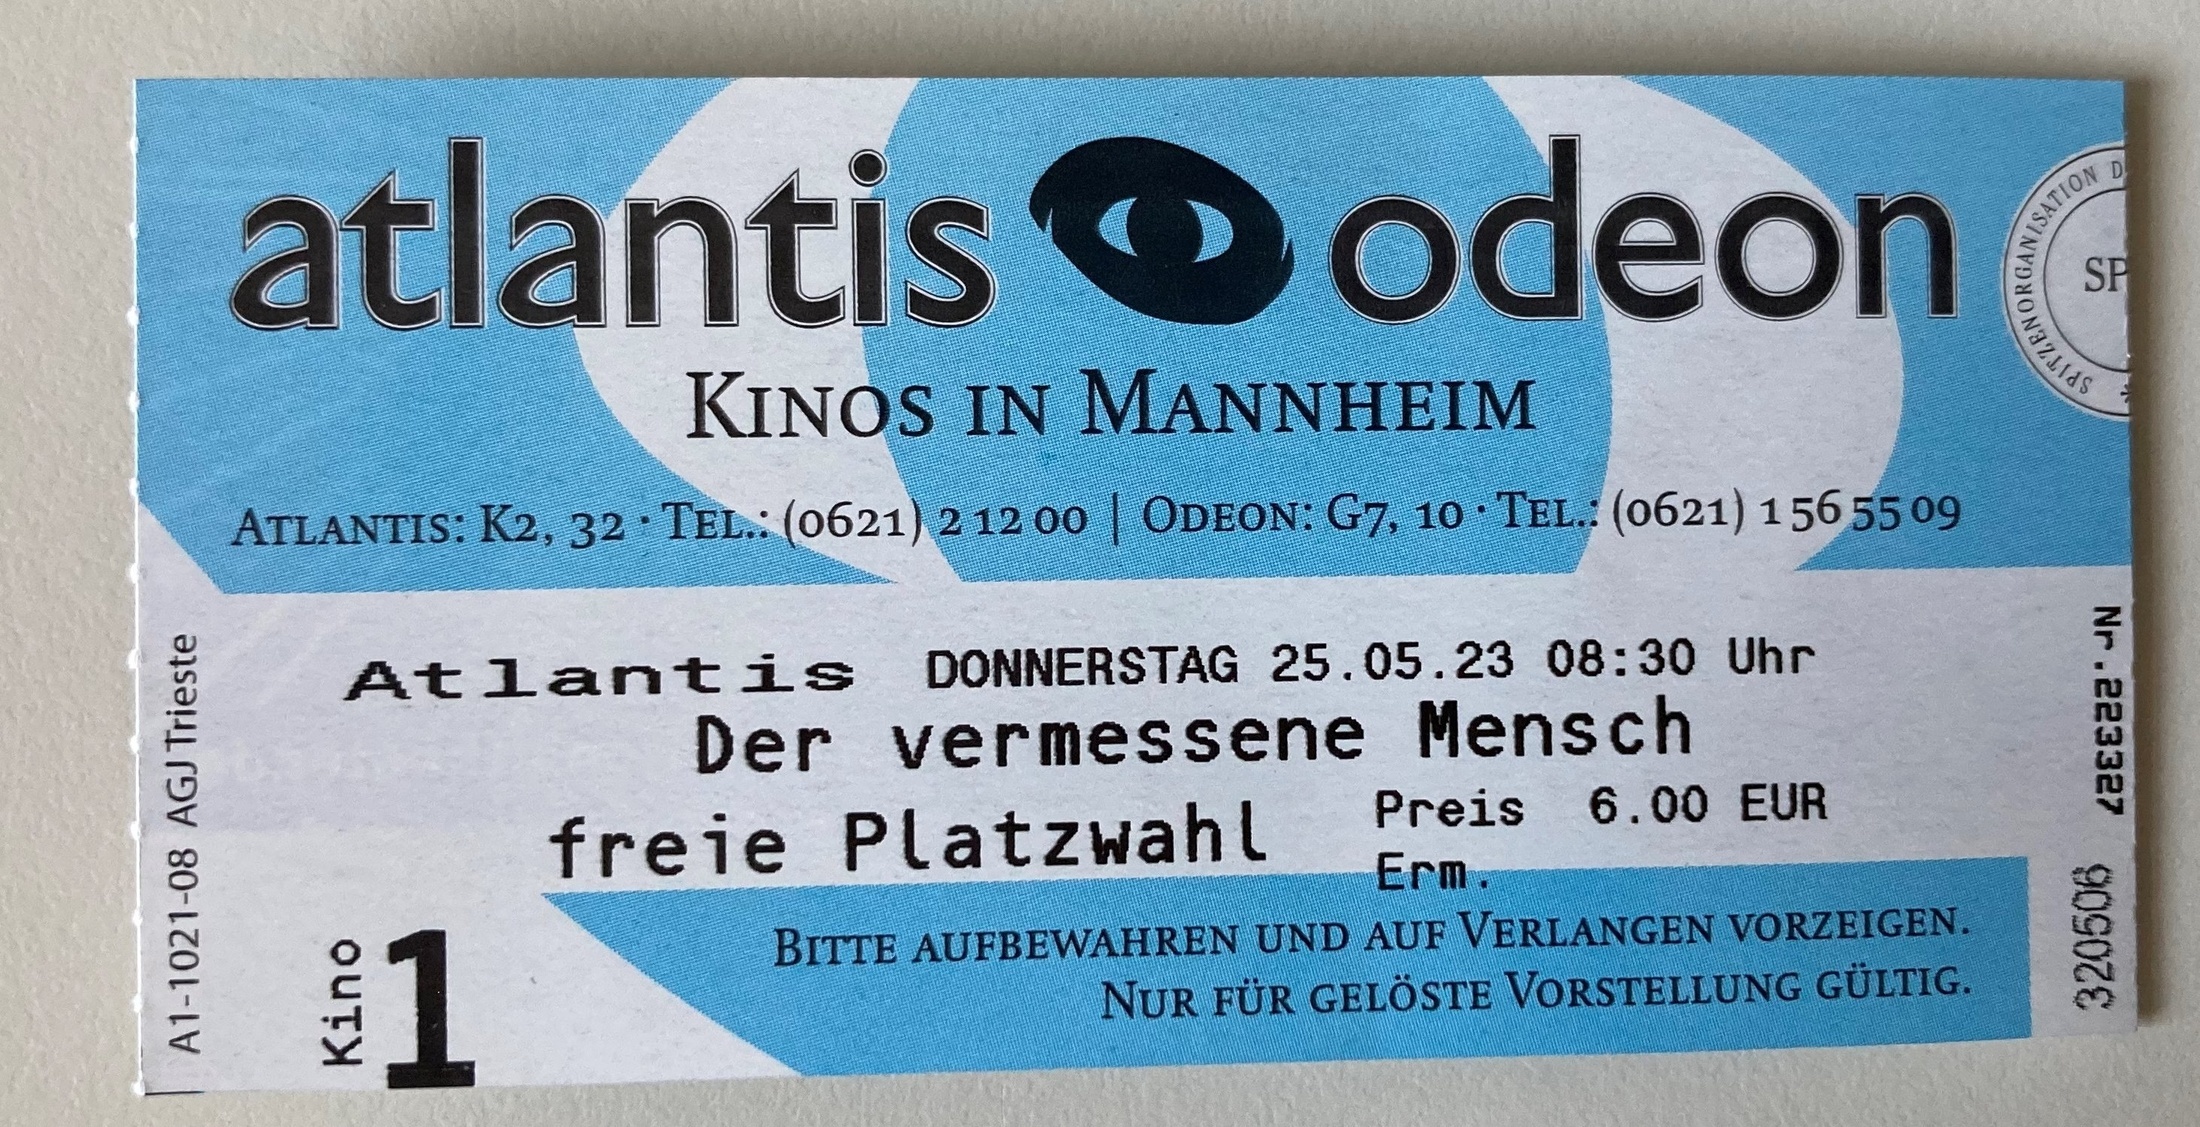 atlantis odeon
KINOS IN MANNHEIM
ATLANTIS: K2, 32 · TEL.: (0621) 2 12 00 | ODEON: G7, 10 · TEL.: (0621) 1 56 55 09
SPITZENORGANISATION D
SP
Atlantis DONNERSTAG 25.05.23 08:30 Uhr
Der vermessene Mensch
freie Platzwahl Preis 6.00 EUR
Erm.
BITTE AUFBEWAHREN UND AUF VERLANGEN VORZEIGEN.
NUR FÜR GELÖSTE VORSTELLUNG GÜLTIG.
Kino 1
A1-10021-08 AGJ Trieste
Nr.223327
320506